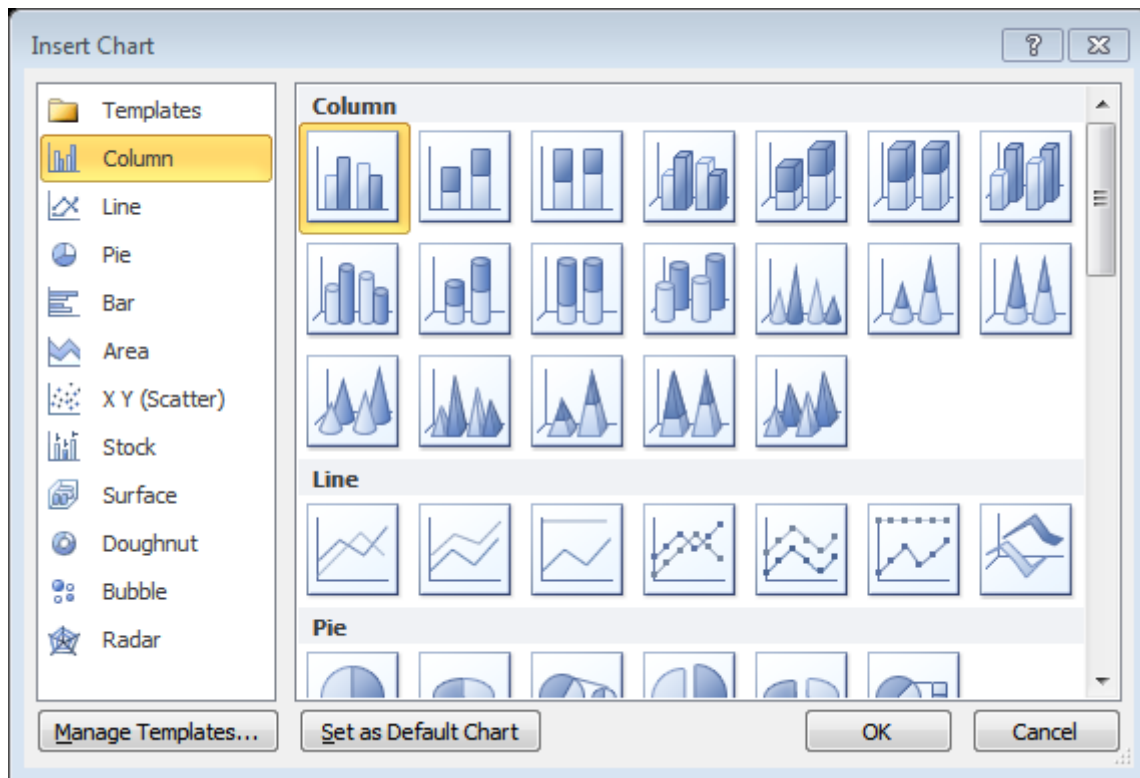 Insert Chart
Templates
Column
Line
Pie
Bar
Area
X Y (Scatter)
Stock
Surface
Doughnut
Bubble
Radar
Column
Line
Pie
Manage Templates...
Set as Default Chart
OK
Cancel